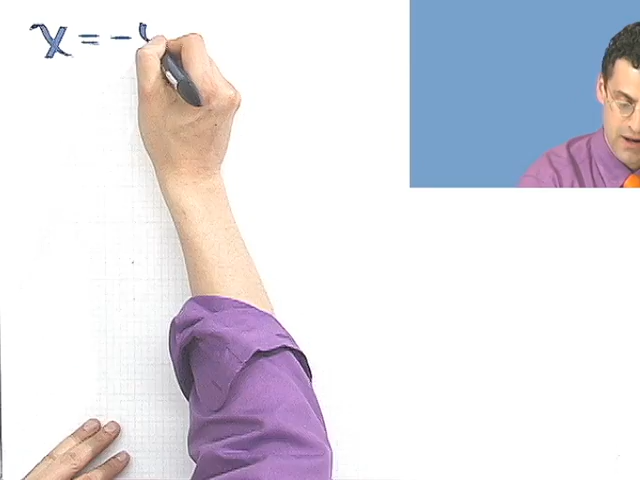 x = -